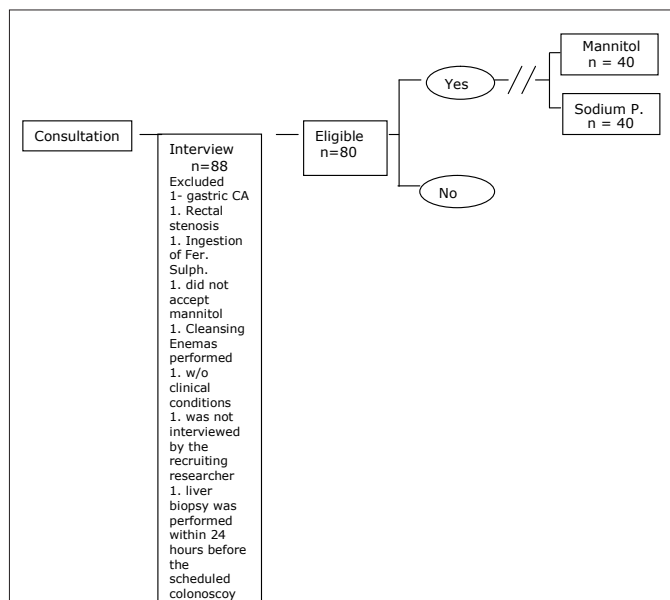 Consultation
Interview
n=88
Excluded
1- gastric CA
1. Rectal
stenosis
1. Ingestion
of Fer.
Sulph.
1. did not
accept
mannitol
1. Cleansing
Enemas
performed
1. w/o
clinical
conditions
1. was not
interviewed
by the
recruiting
researcher
1. liver
biopsy was
performed
within 24
hours before
the
scheduled
colonoscoy
Eligible
n=80
Yes
No
Mannitol
n = 40
Sodium P.
n = 40